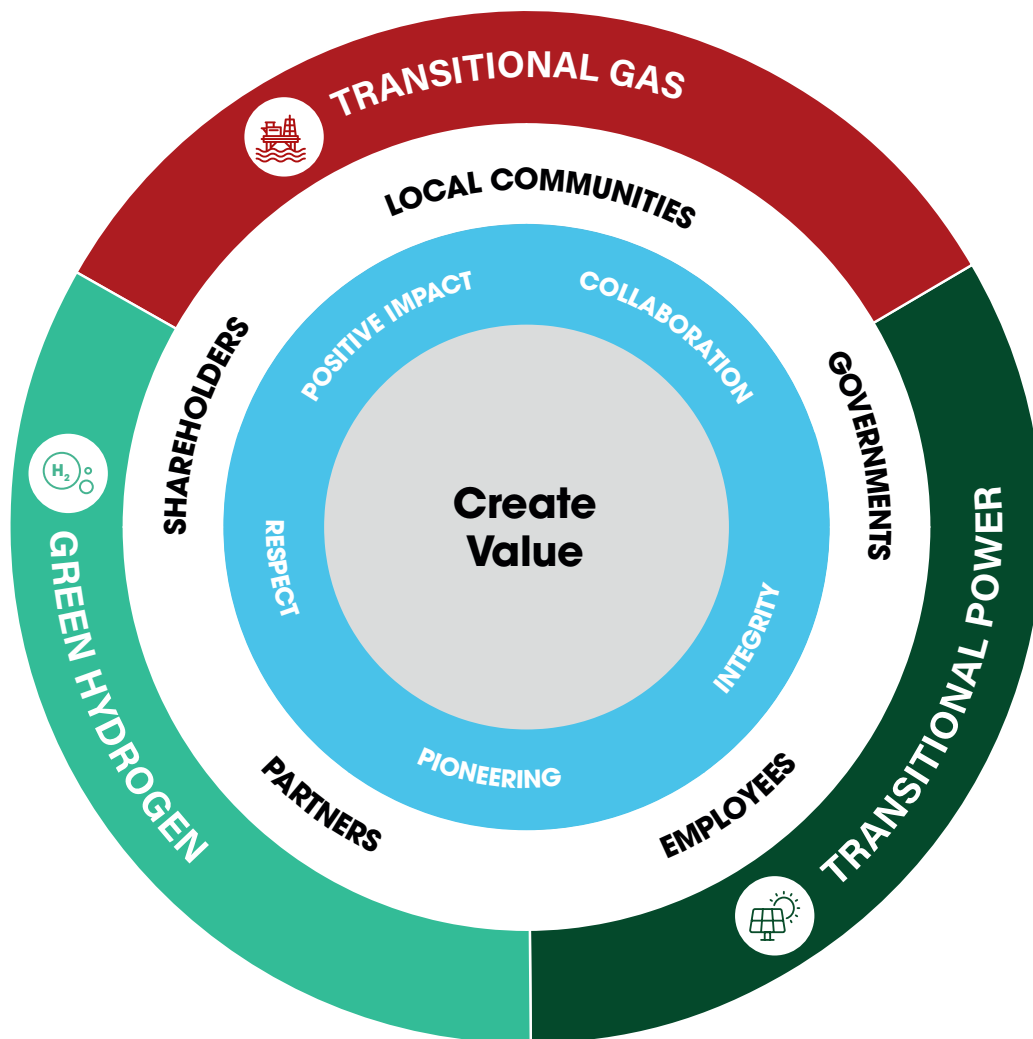 TRANSITIONAL GAS
LOCAL COMMUNITIES
POSITIVE IMPACT
COLLABORATION
SHAREHOLDERS
GOVERNMENTS
H2
Create
Value
RESPECT
GREEN HYDROGEN
TRANSITIONAL POWER
INTEGRITY
PIONEERING
PARTNERS
EMPLOYEES